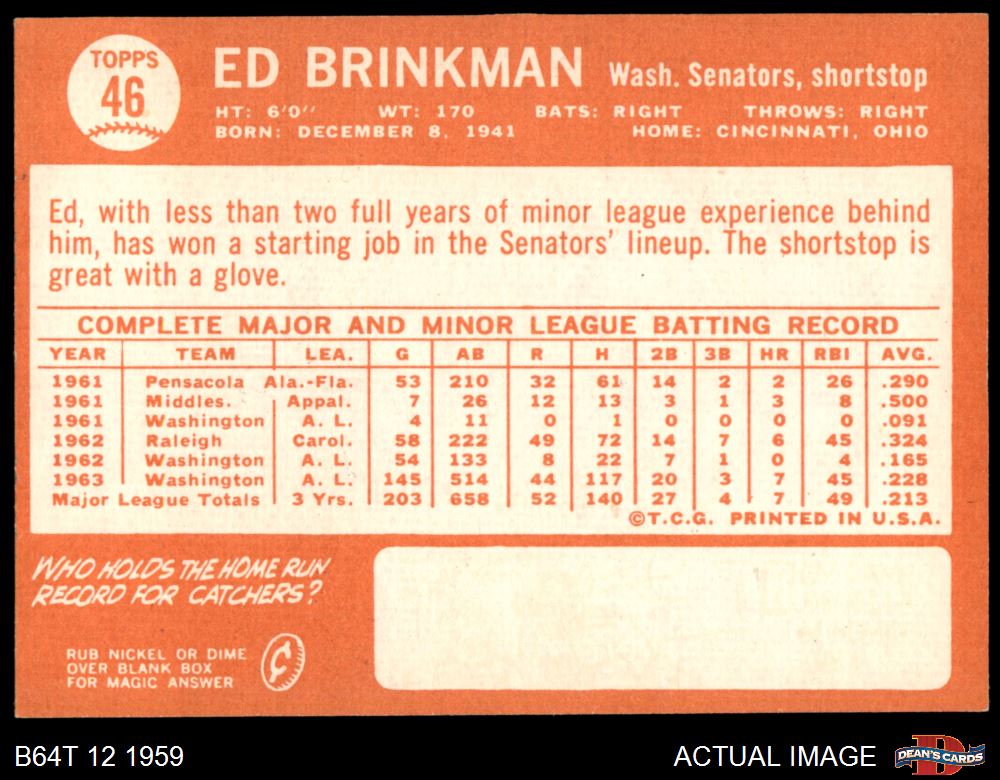 TOPPS
46
ED BRINKMAN Wash. Senators, shortstop
HT: 6'0" WT: 170 BATS: RIGHT THROWS: RIGHT
BORN: DECEMBER 8, 1941 HOME: CINCINNATI, OHIO
Ed, with less than two full years of minor league experience behind
him, has won a starting job in the Senators' lineup. The shortstop is
great with a glove.
COMPLETE MAJOR AND MINOR LEAGUE BATTING RECORD
YEAR TEAM LEA. G AB R H 2B 3B HR RBI AVG.
1961 Pensacola Ala.-Fla. 53 210 32 61 14 2 2 26 .290
1961 Middles. Appal. 7 26 12 13 3 1 3 8 .500
1961 Washington A. L. 4 11 0 1 0 0 0 0 .091
1962 Raleigh Carol. 58 222 49 72 14 7 6 45 .324
1962 Washington A. L. 54 133 8 22 7 1 0 4 .165
1963 Washington A. L. 145 514 44 117 20 3 7 45 .228
Major League Totals 3 Yrs. 203 658 52 140 27 4 7 49 .213
©T.C.G. PRINTED IN U.S.A.
WHO HOLDS THE HOME RUN
RECORD FOR CATCHERS?
RUB NICKEL OR DIME
OVER BLANK BOX
FOR MAGIC ANSWER
¢
B64T 12 1959 ACTUAL IMAGE
D
DEAN'S CARDS